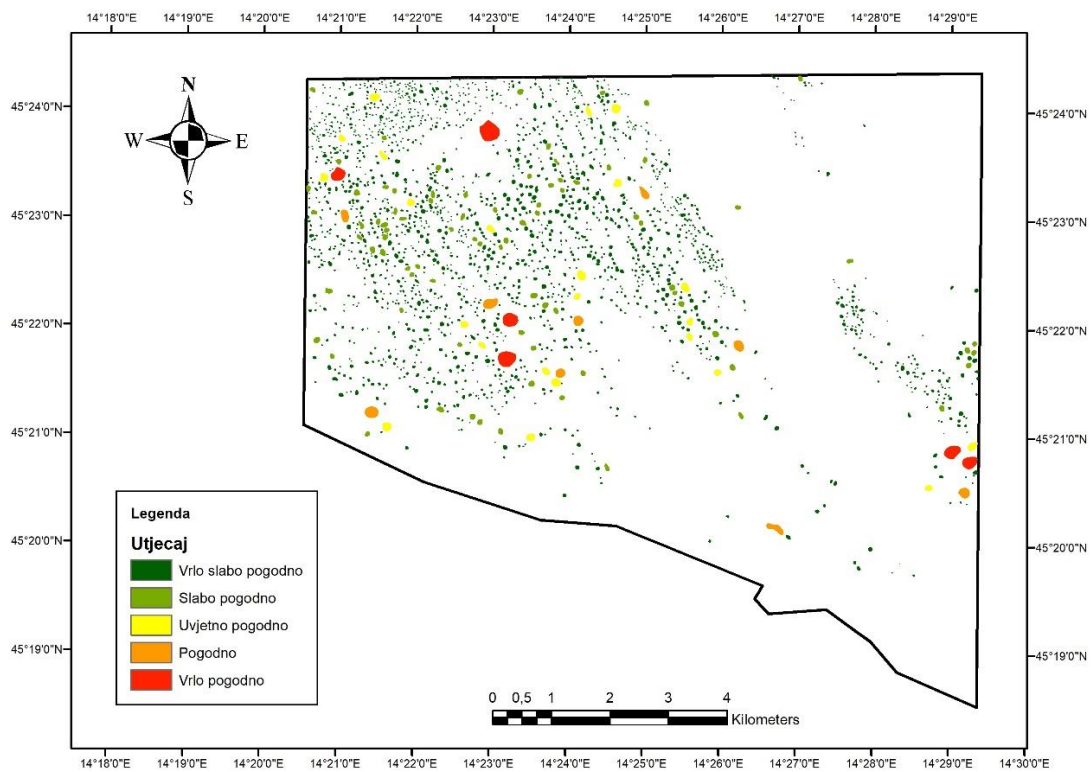 14°18'0"E 14°19'0"E 14°20'0"E 14°21'0"E 14°22'0"E 14°23'0"E 14°24'0"E 14°25'0"E 14°26'0"E 14°27'0"E 14°28'0"E 14°29'0"E
N
W E
S
45°24'0"N 45°24'0"N
45°23'0"N 45°23'0"N
45°22'0"N 45°22'0"N
45°21'0"N 45°21'0"N
45°20'0"N 45°20'0"N
45°19'0"N 45°19'0"N
Legenda
Utjecaj
Vrlo slabo pogodno
Slabo pogodno
Uvjetno pogodno
Pogodno
Vrlo pogodno
0 0,5 1 2 3 4
Kilometers
14°18'0"E 14°19'0"E 14°20'0"E 14°21'0"E 14°22'0"E 14°23'0"E 14°24'0"E 14°25'0"E 14°26'0"E 14°27'0"E 14°28'0"E 14°29'0"E 14°30'0"E